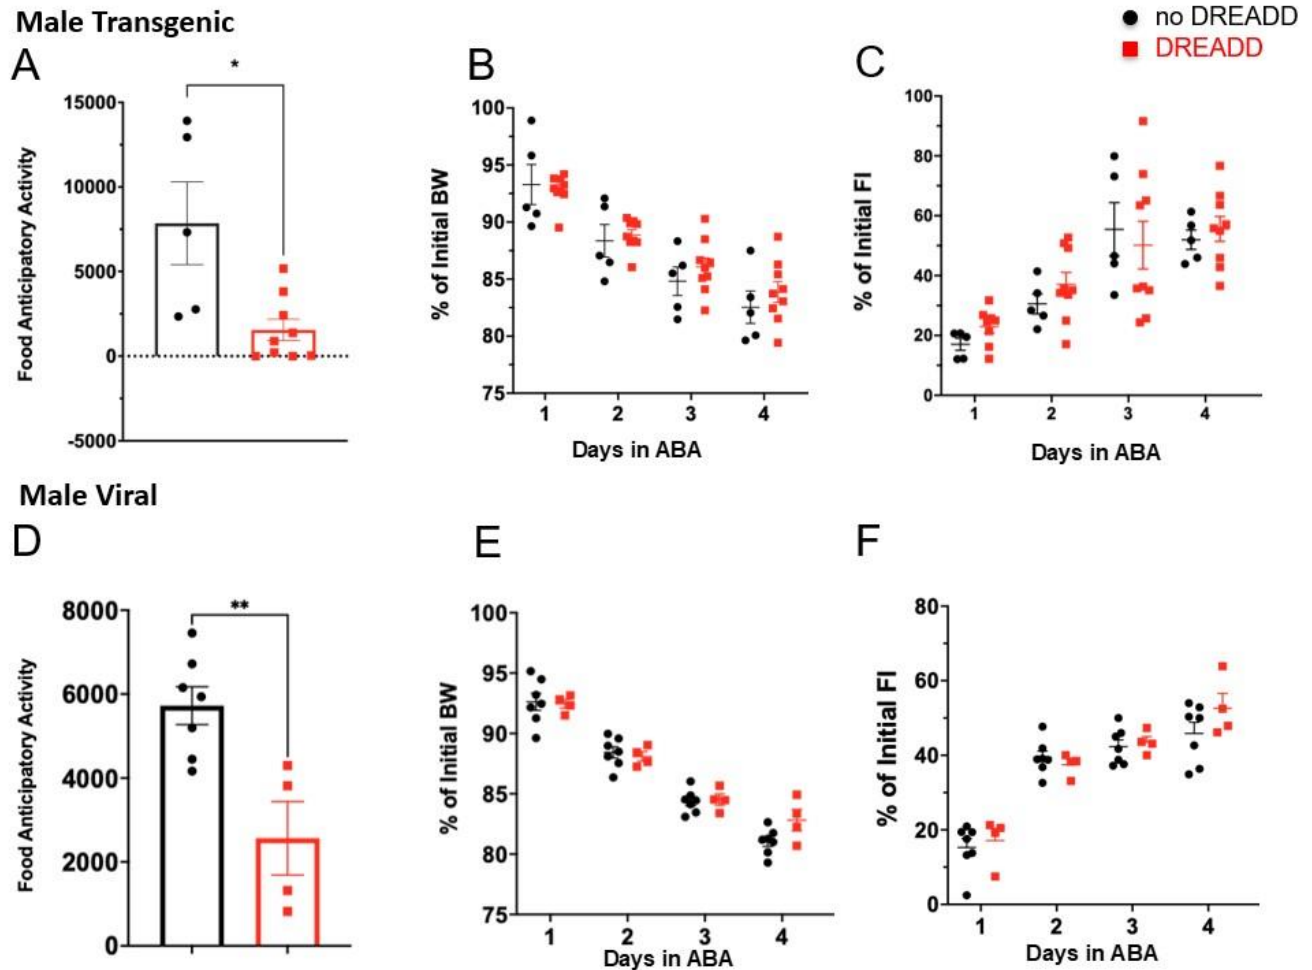 Male Transgenic
no DREADD
DREADD
A
B
C
*
Food Anticipatory Activity
15000
10000
5000
0
-5000
% of Initial BW
100
95
90
85
80
75
1 2 3 4
Days in ABA
% of Initial FI
100
80
60
40
20
0
1 2 3 4
Days in ABA
Male Viral
D
E
F
**
Food Anticipatory Activity
8000
6000
4000
2000
0
% of Initial BW
100
95
90
85
80
75
1 2 3 4
Days in ABA
% of Initial FI
80
60
40
20
0
1 2 3 4
Days in ABA